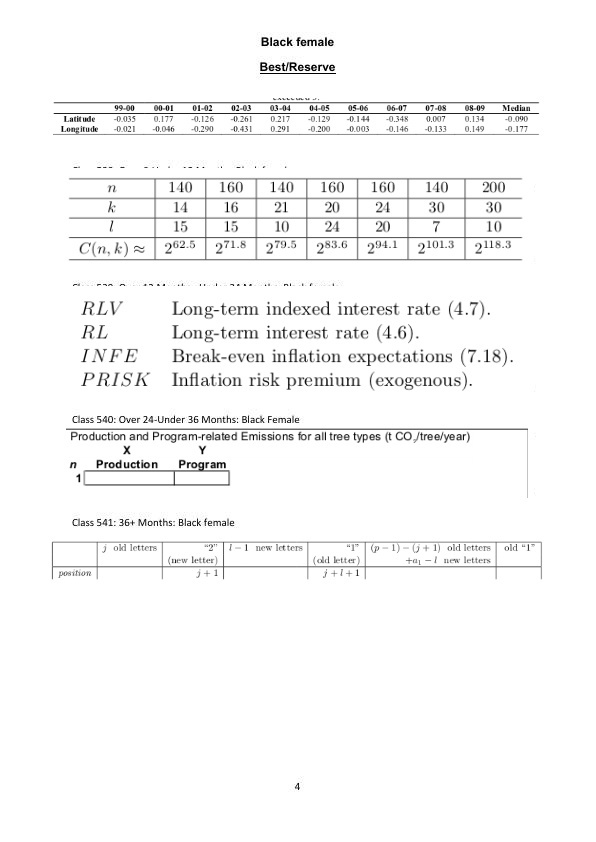 Black female
Best/Reserve
99-00 00-01 01-02 02-03 03-04 04-05 05-06 06-07 07-08 08-09 Median
Latitude -0.035 0.177 -0.126 -0.261 0.217 -0.129 -0.144 -0.348 0.007 0.134 -0.090
Longitude -0.021 -0.046 -0.290 -0.431 0.291 -0.200 -0.003 -0.146 -0.133 0.149 -0.177
n 140 160 140 160 160 140 200
k 14 16 21 20 24 30 30
l 15 15 10 24 20 7 10
C(n, k) ≈ 2^62.5 2^71.8 2^79.5 2^83.6 2^94.1 2^101.3 2^118.3
RLV Long-term indexed interest rate (4.7).
RL Long-term interest rate (4.6).
INFE Break-even inflation expectations (7.18).
PRISK Inflation risk premium (exogenous).
Class 540: Over 24-Under 36 Months: Black Female
Production and Program-related Emissions for all tree types (t CO2/tree/year)
X Y
n Production Program
1
Class 541: 36+ Months: Black female
j old letters "2" l − 1 new letters "1" (p − 1) − (j + 1) old letters old "1"
(new letter) (old letter) +a₁ − l new letters
position j + 1 j + l + 1
4